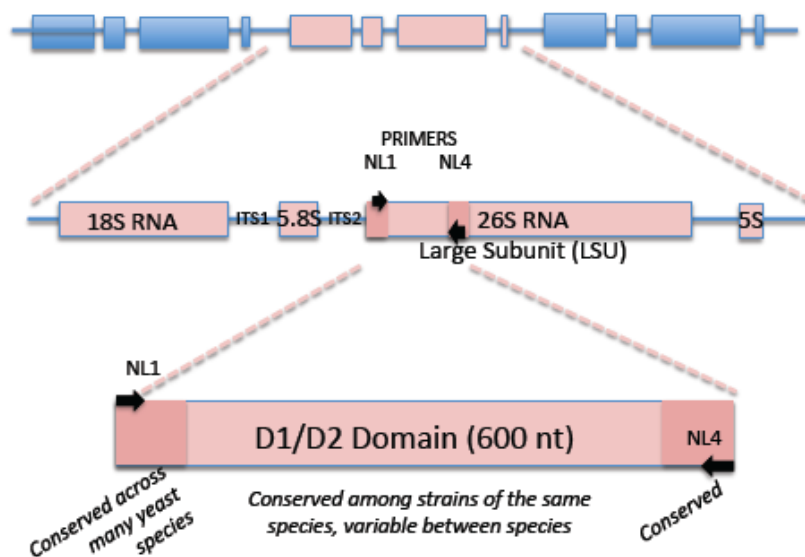 PRIMERS
NL1 NL4
18S RNA ITS1 5.8S ITS2 26S RNA 5S
Large Subunit (LSU)
NL1
D1/D2 Domain (600 nt) NL4
Conserved across
many yeast
species
Conserved among strains of the same
species, variable between species
Conserved